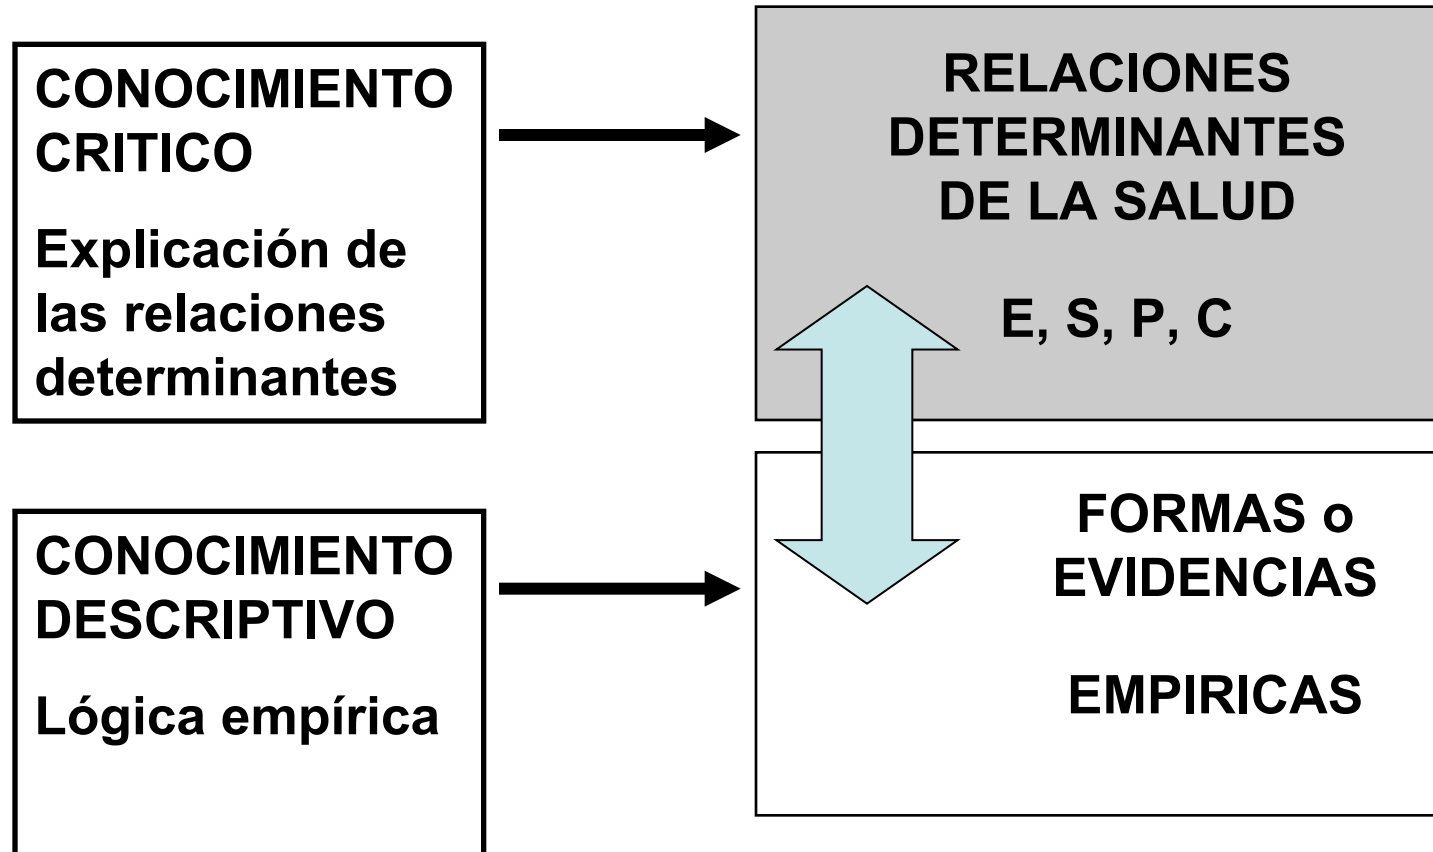 CONOCIMIENTO
CRITICO
Explicación de
las relaciones
determinantes
RELACIONES
DETERMINANTES
DE LA SALUD
E, S, P, C
CONOCIMIENTO
DESCRIPTIVO
Lógica empírica
FORMAS o
EVIDENCIAS
EMPIRICAS